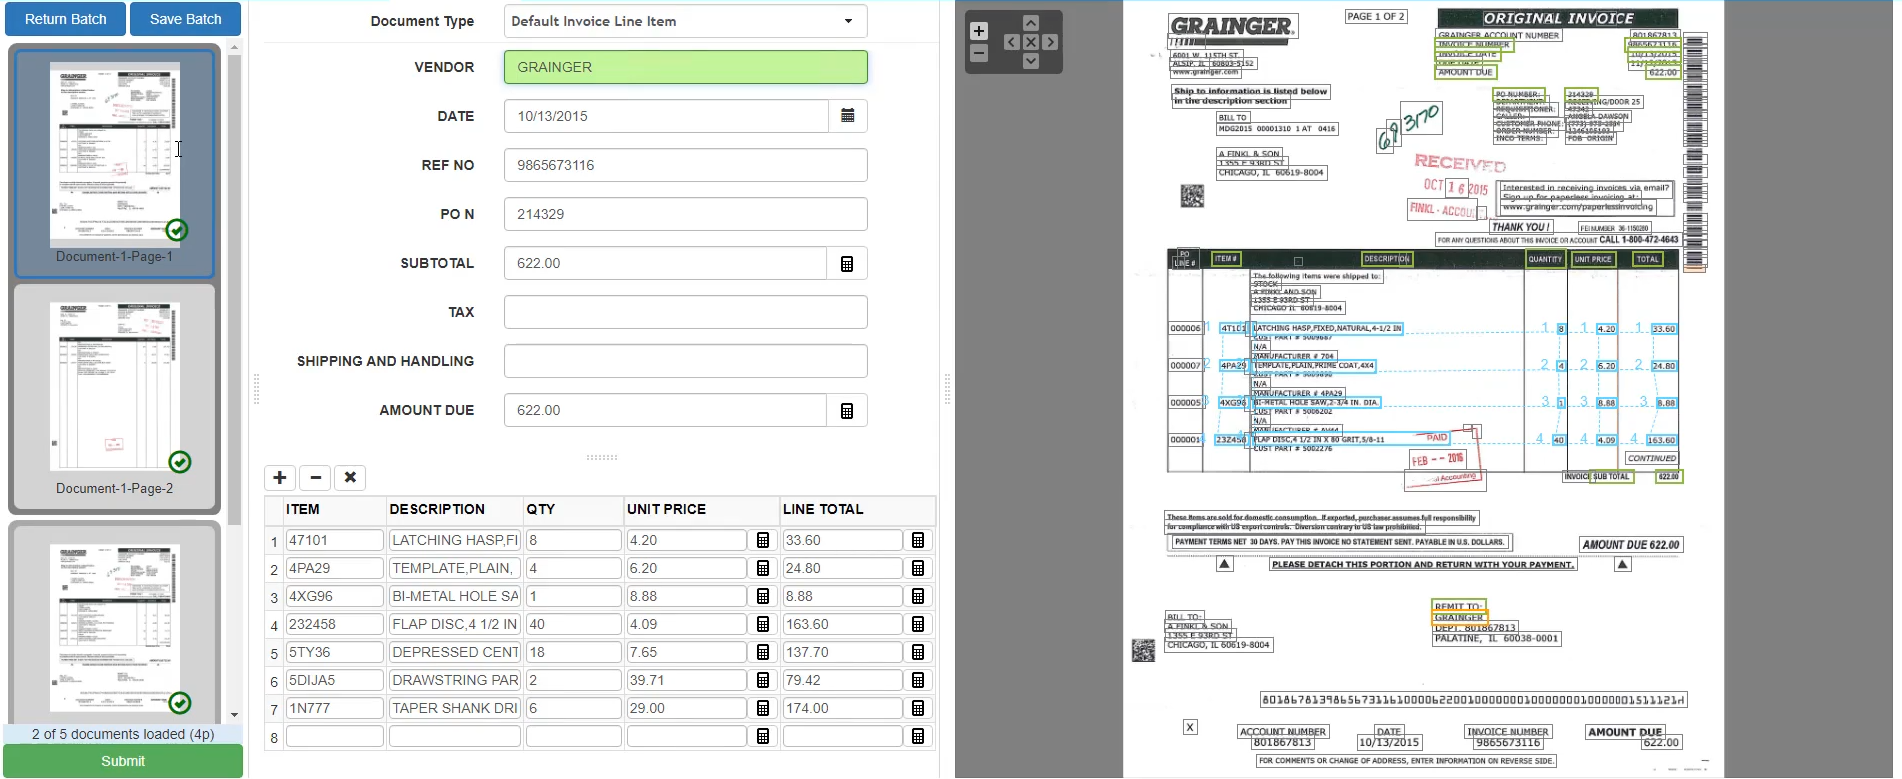 Return Batch
Save Batch
Document-1-Page-1
Document-1-Page-2
2 of 5 documents loaded (4p)
Submit
Document Type
Default Invoice Line Item
VENDOR
GRAINGER
DATE
10/13/2015
REF NO
9865673116
PO N
214329
SUBTOTAL
622.00
TAX
SHIPPING AND HANDLING
AMOUNT DUE
622.00
ITEM DESCRIPTION QTY UNIT PRICE LINE TOTAL
1 47101 LATCHING HASP,FI 8 4.20 33.60
2 4PA29 TEMPLATE,PLAIN, 4 6.20 24.80
3 4XG96 BI-METAL HOLE SA 1 8.88 8.88
4 232458 FLAP DISC,4 1/2 IN 40 4.09 163.60
5 5TY36 DEPRESSED CENT 18 7.65 137.70
6 5DIJA5 DRAWSTRING PAR 2 39.71 79.42
7 1N777 TAPER SHANK DRI 6 29.00 174.00
8
GRAINGER
6001 W. 115TH ST.
ALSIP, IL 60803-5152
www.grainger.com
Ship to information is listed below
in the description section
PAGE 1 OF 2
ORIGINAL INVOICE
GRAINGER ACCOUNT NUMBER 801867813
INVOICE NUMBER 9865673116
INVOICE DATE 10/13/2015
AMOUNT DUE 622.00
PO NUMBER: 214329
DEPARTMENT: RECEIVING/DOOR 25
REQUISITIONER:
CALLER: ANGELA DAWSON
CUSTOMER PHONE:
ORDER NUMBER:
INCO TERMS: FOB ORIGIN
BILL TO
MDG2015 00001310 1 AT 0416
A FINKL & SON
1355 E 93RD ST
CHICAGO, IL 60619-8004
693170
RECEIVED
OCT 16 2015
FINKL - ACCOU
Interested in receiving invoices via email?
Sign up for paperless invoicing at:
www.grainger.com/paperlessinvoicing
THANK YOU !
FEI NUMBER 36-1150280
FOR ANY QUESTIONS ABOUT THIS INVOICE OR ACCOUNT CALL 1-800-472-4643
PO LINE # ITEM # DESCRIPTION QUANTITY UNIT PRICE TOTAL
The following items were shipped to:
STOCK
A FINKL AND SON
1355 E 93RD ST
CHICAGO IL 60619-8004
000006 1 LATCHING HASP,FIXED,NATURAL,4-1/2 IN 1 8 1 4.20 1 33.60
CUST PART # 5009687
N/A
MANUFACTURER # 704
000007 2 4PA29 TEMPLATE,PLAIN,PRIME COAT,4X4 2 4 2 6.20 2 24.80
N/A
MANUFACTURER # 4PA29
000005 3 4XG96 BI-METAL HOLE SAW,2-3/4 IN. DIA. 3 1 3 8.88 3 8.88
CUST PART # 5006202
N/A
000001 4 232458 FLAP DISC,4 1/2 IN X 80 GRIT,5/8-11 4 40 4 4.09 4 163.60
CUST PART # 5002276
PAID
FEB -- 2016
Accounting
CONTINUED
INVOICE SUB TOTAL 622.00
These items are sold for domestic consumption. If exported, purchaser assumes full responsibility
for compliance with US export controls. Diversion contrary to US law prohibited.
PAYMENT TERMS NET 30 DAYS. PAY THIS INVOICE NO STATEMENT SENT. PAYABLE IN U.S. DOLLARS.
AMOUNT DUE 622.00
PLEASE DETACH THIS PORTION AND RETURN WITH YOUR PAYMENT.
BILL TO:
A FINKL & SON
1355 E 93RD ST
CHICAGO, IL 60619-8004
REMIT TO:
GRAINGER
DEPT. 801867813
PALATINE, IL 60038-0001
X
ACCOUNT NUMBER
801867813
DATE
10/13/2015
INVOICE NUMBER
9865673116
AMOUNT DUE
622.00
FOR COMMENTS OR CHANGE OF ADDRESS, ENTER INFORMATION ON REVERSE SIDE.